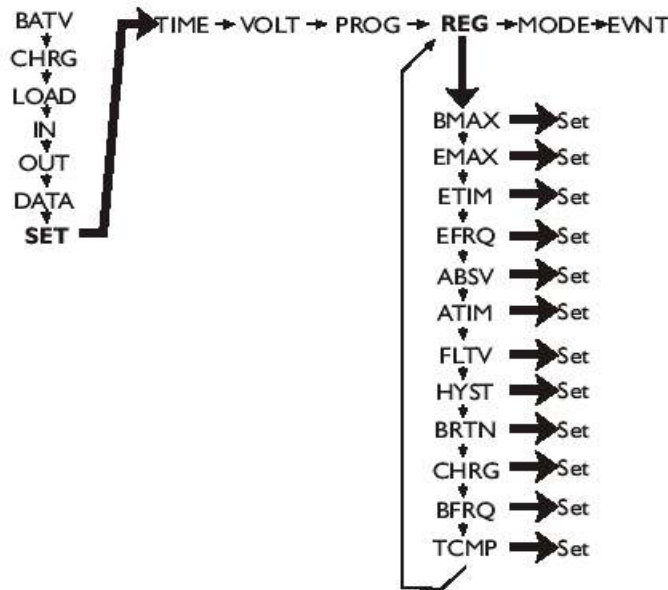 BATV
CHRG
LOAD
IN
OUT
DATA
SET
TIME VOLT PROG REG MODE EVNT
BMAX Set
EMAX Set
ETIM Set
EFRQ Set
ABSV Set
ATIM Set
FLTV Set
HYST Set
BRTN Set
CHRG Set
BFRQ Set
TCMP Set